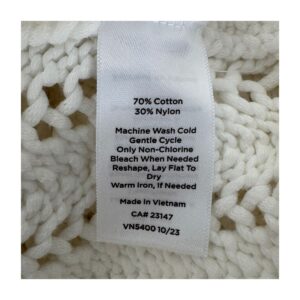 70% Cotton
30% Nylon
Machine Wash Cold
Gentle Cycle
Only Non-Chlorine
Bleach When Needed
Reshape, Lay Flat To
Dry
Warm Iron, If Needed
Made in Vietnam
CA# 23147
VN5400 10/23